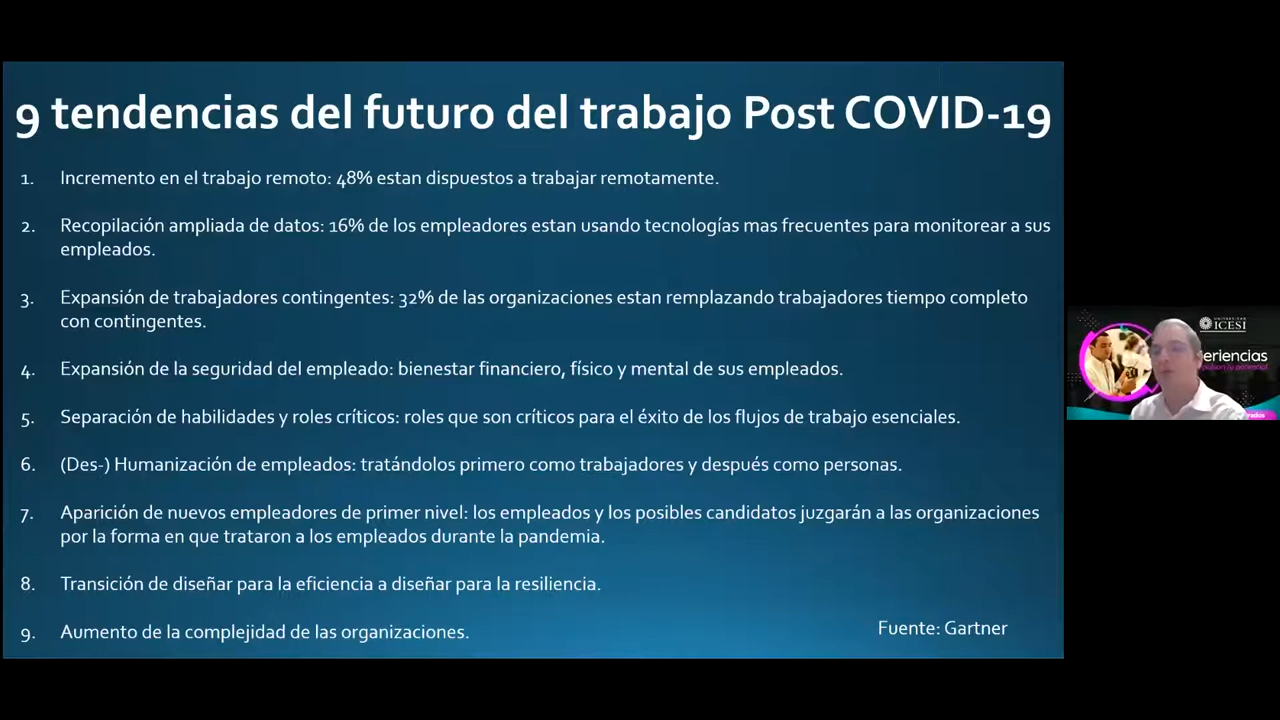 9 tendencias del futuro del trabajo Post COVID-19
1. Incremento en el trabajo remoto: 48% estan dispuestos a trabajar remotamente.
2. Recopilación ampliada de datos: 16% de los empleadores estan usando tecnologías mas frecuentes para monitorear a sus
empleados.
3. Expansión de trabajadores contingentes: 32% de las organizaciones estan remplazando trabajadores tiempo completo
con contingentes.
4. Expansión de la seguridad del empleado: bienestar financiero, físico y mental de sus empleados.
5. Separación de habilidades y roles críticos: roles que son críticos para el éxito de los flujos de trabajo esenciales.
6. (Des-) Humanización de empleados: tratándolos primero como trabajadores y después como personas.
7. Aparición de nuevos empleadores de primer nivel: los empleados y los posibles candidatos juzgarán a las organizaciones
por la forma en que trataron a los empleados durante la pandemia.
8. Transición de diseñar para la eficiencia a diseñar para la resiliencia.
9. Aumento de la complejidad de las organizaciones.
Fuente: Gartner
UNIVERSIDAD
ICESI
eriencias